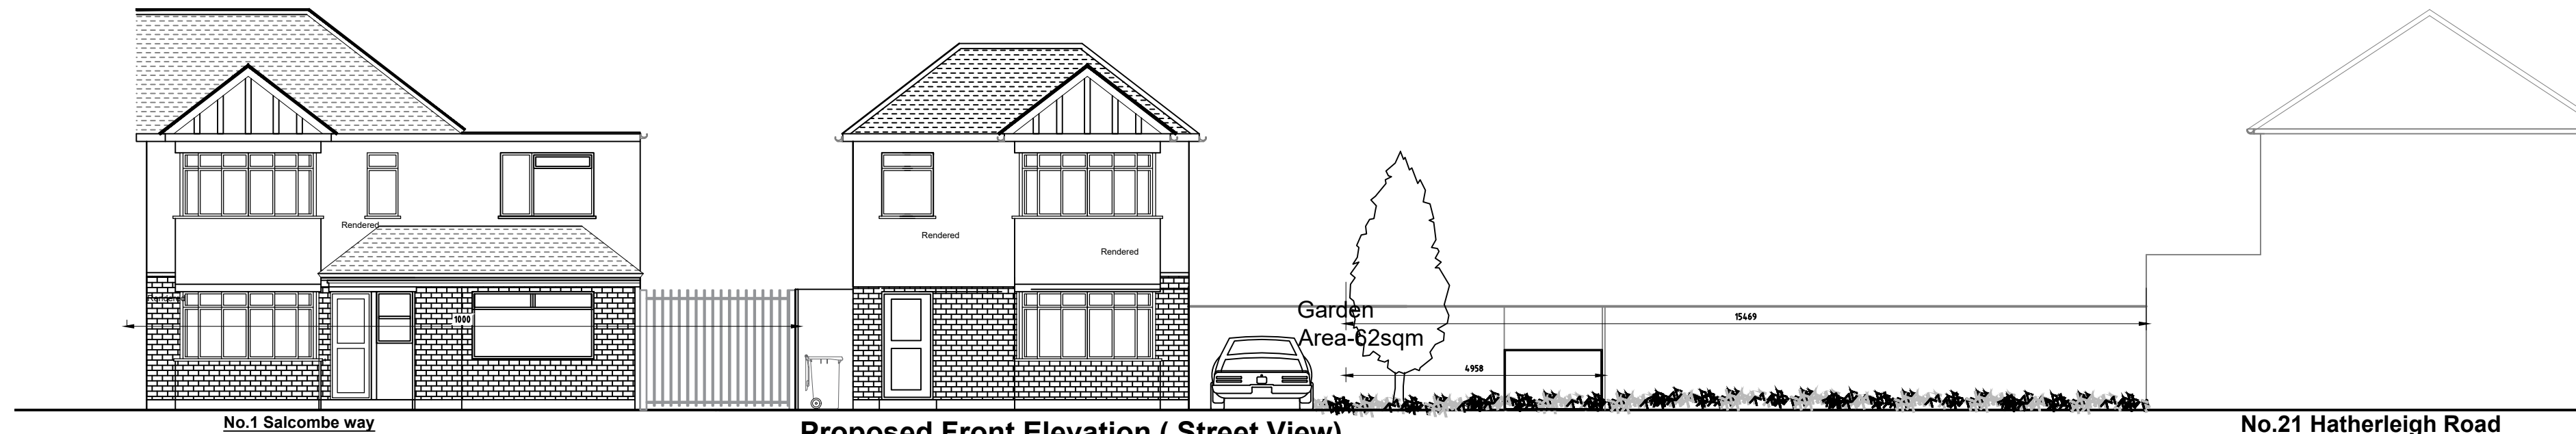 Rendered
Rendered
Rendered
Rendered
1000
Garden
Area-62sqm
15469
4958
No.1 Salcombe way
Proposed Front Elevation ( Street View)
No.21 Hatherleigh Road